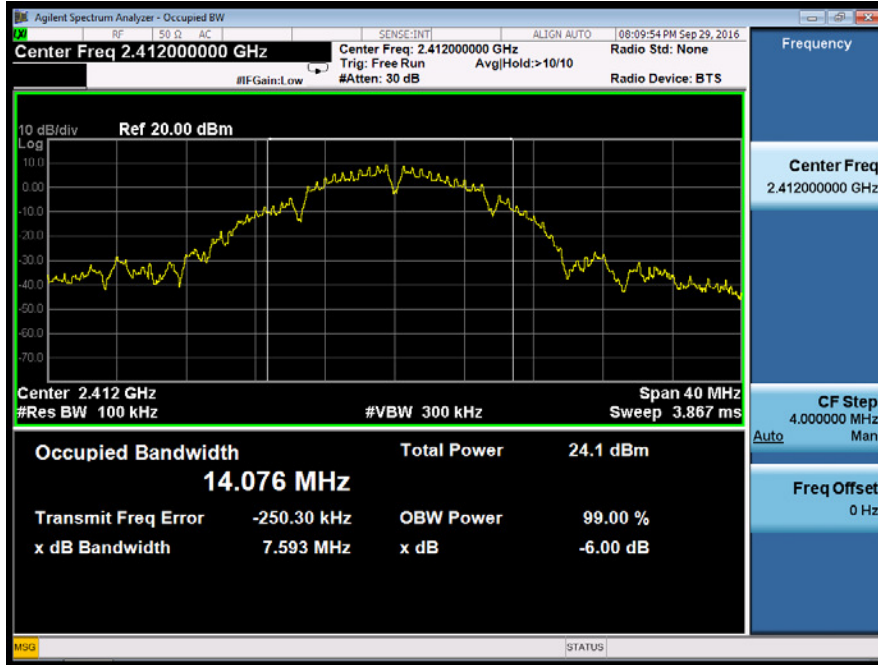 Agilent Spectrum Analyzer - Occupied BW
RF 50 Ω AC SENSE:INT ALIGN AUTO 08:09:54 PM Sep 29, 2016
Center Freq 2.412000000 GHz
Center Freq: 2.412000000 GHz Radio Std: None
Trig: Free Run Avg|Hold:>10/10
#IFGain:Low #Atten: 30 dB Radio Device: BTS
Frequency
10 dB/div Ref 20.00 dBm
Log
10.0
0.00
-10.0
-20.0
-30.0
-40.0
-50.0
-60.0
-70.0
Center 2.412 GHz Span 40 MHz
#Res BW 100 kHz #VBW 300 kHz Sweep 3.867 ms
Center Freq
2.412000000 GHz
CF Step
4.000000 MHz
Auto Man
Freq Offset
0 Hz
Occupied Bandwidth Total Power 24.1 dBm
14.076 MHz
Transmit Freq Error -250.30 kHz OBW Power 99.00 %
x dB Bandwidth 7.593 MHz x dB -6.00 dB
MSG STATUS